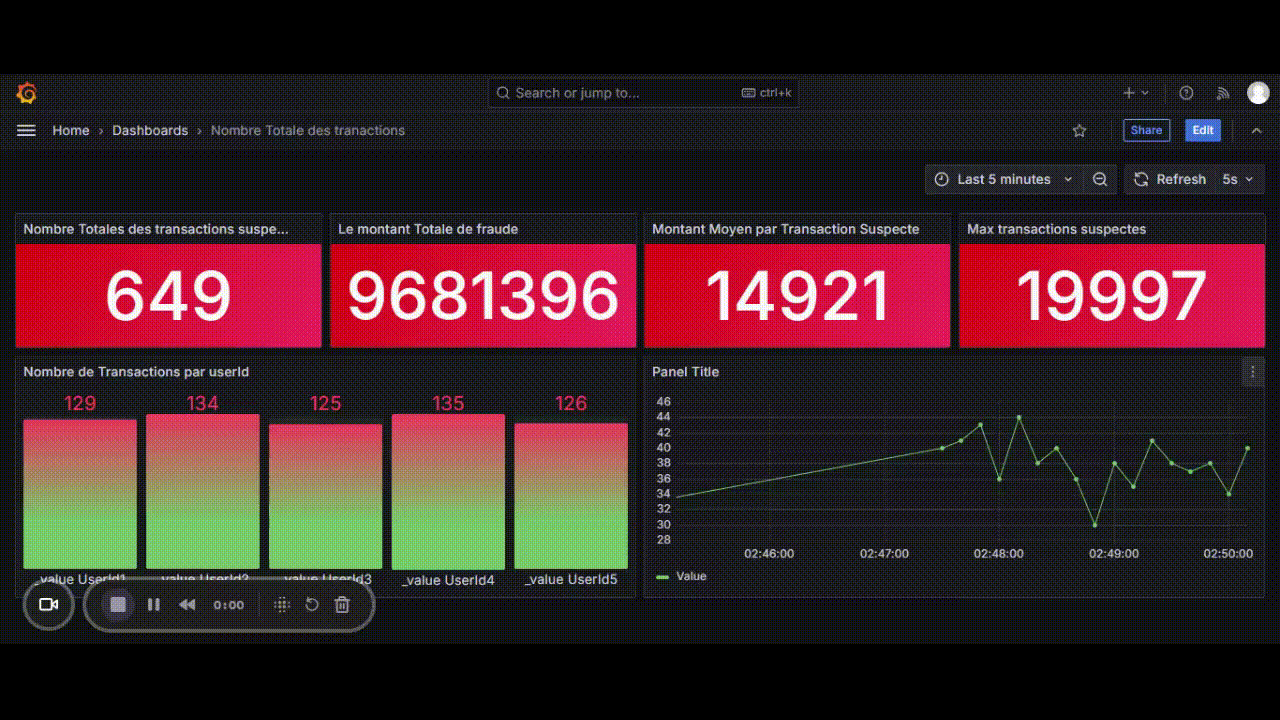 Search or jump to...
ctrl+k
Home › Dashboards › Nombre Totale des tranactions
Share
Edit
Last 5 minutes
Refresh
5s
Nombre Totales des transactions suspe...
Le montant Totale de fraude
Montant Moyen par Transaction Suspecte
Max transactions suspectes
649
9681396
14921
19997
Nombre de Transactions par userId
129
134
125
135
126
_value UserId1
_value UserId2
_value UserId3
_value UserId4
_value UserId5
0:00
Panel Title
46
44
42
40
38
36
34
32
30
28
02:46:00
02:47:00
02:48:00
02:49:00
02:50:00
Value